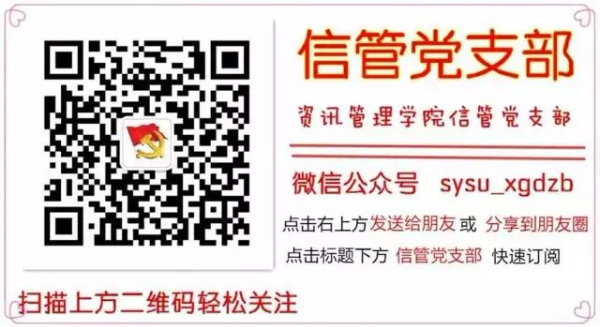 信管党支部
资讯管理学院信管党支部
微信公众号 sysu_xgdzb
点击右上方发送给朋友或 分享到朋友圈
点击标题下方 信管党支部 快速订阅
扫描上方二维码轻松关注